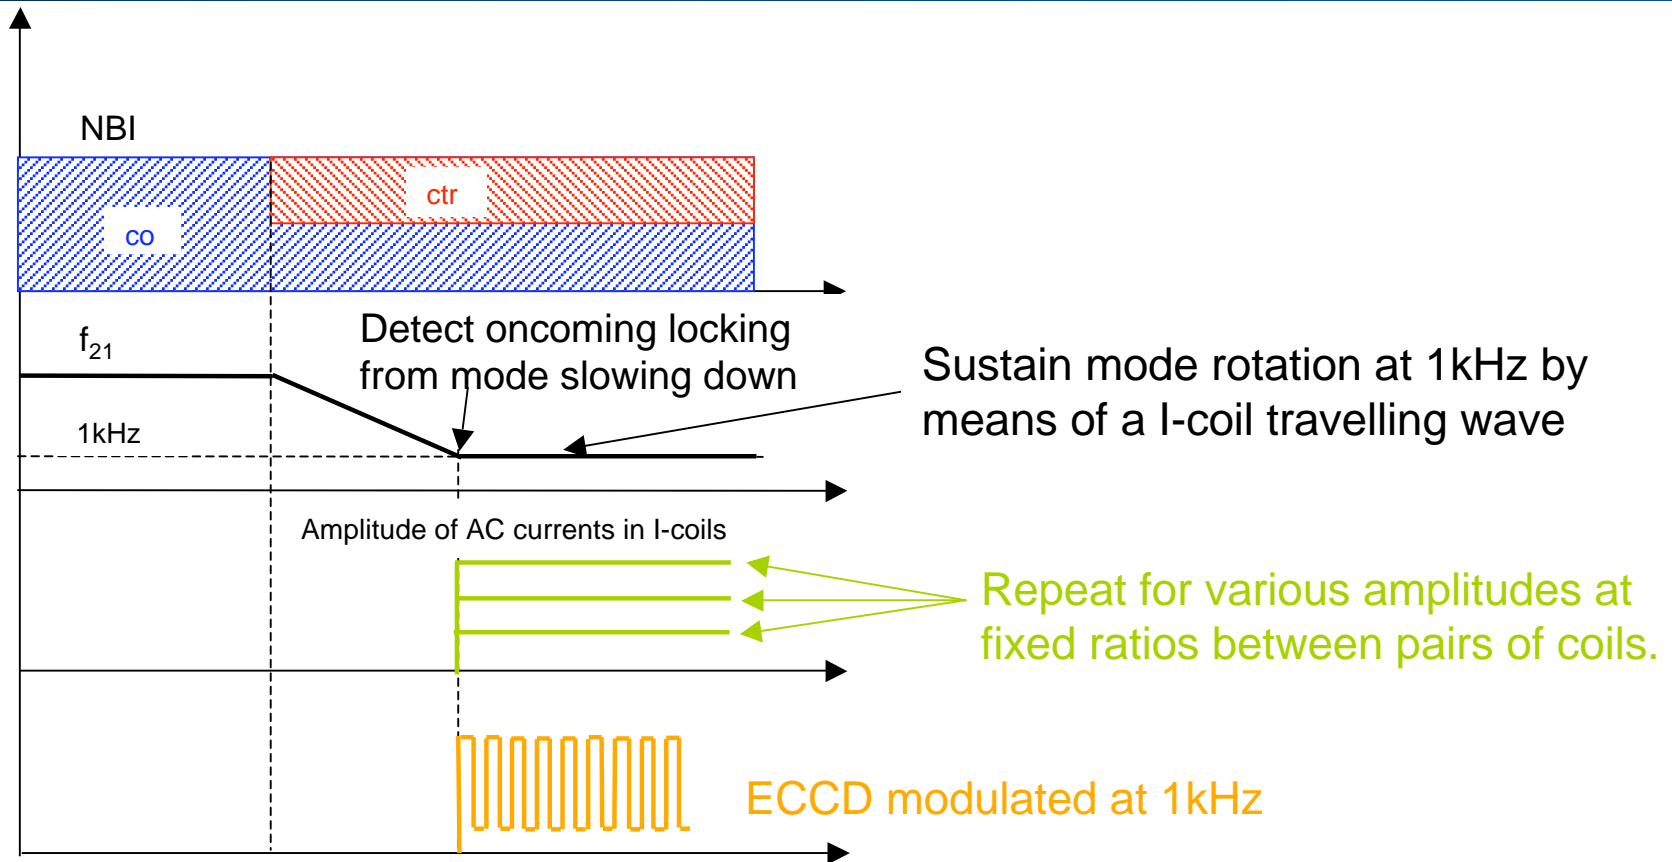 NBI
ctr
co
f₂₁
Detect oncoming locking
from mode slowing down
Sustain mode rotation at 1kHz by
means of a I-coil travelling wave
1kHz
Amplitude of AC currents in I-coils
Repeat for various amplitudes at
fixed ratios between pairs of coils.
ECCD modulated at 1kHz